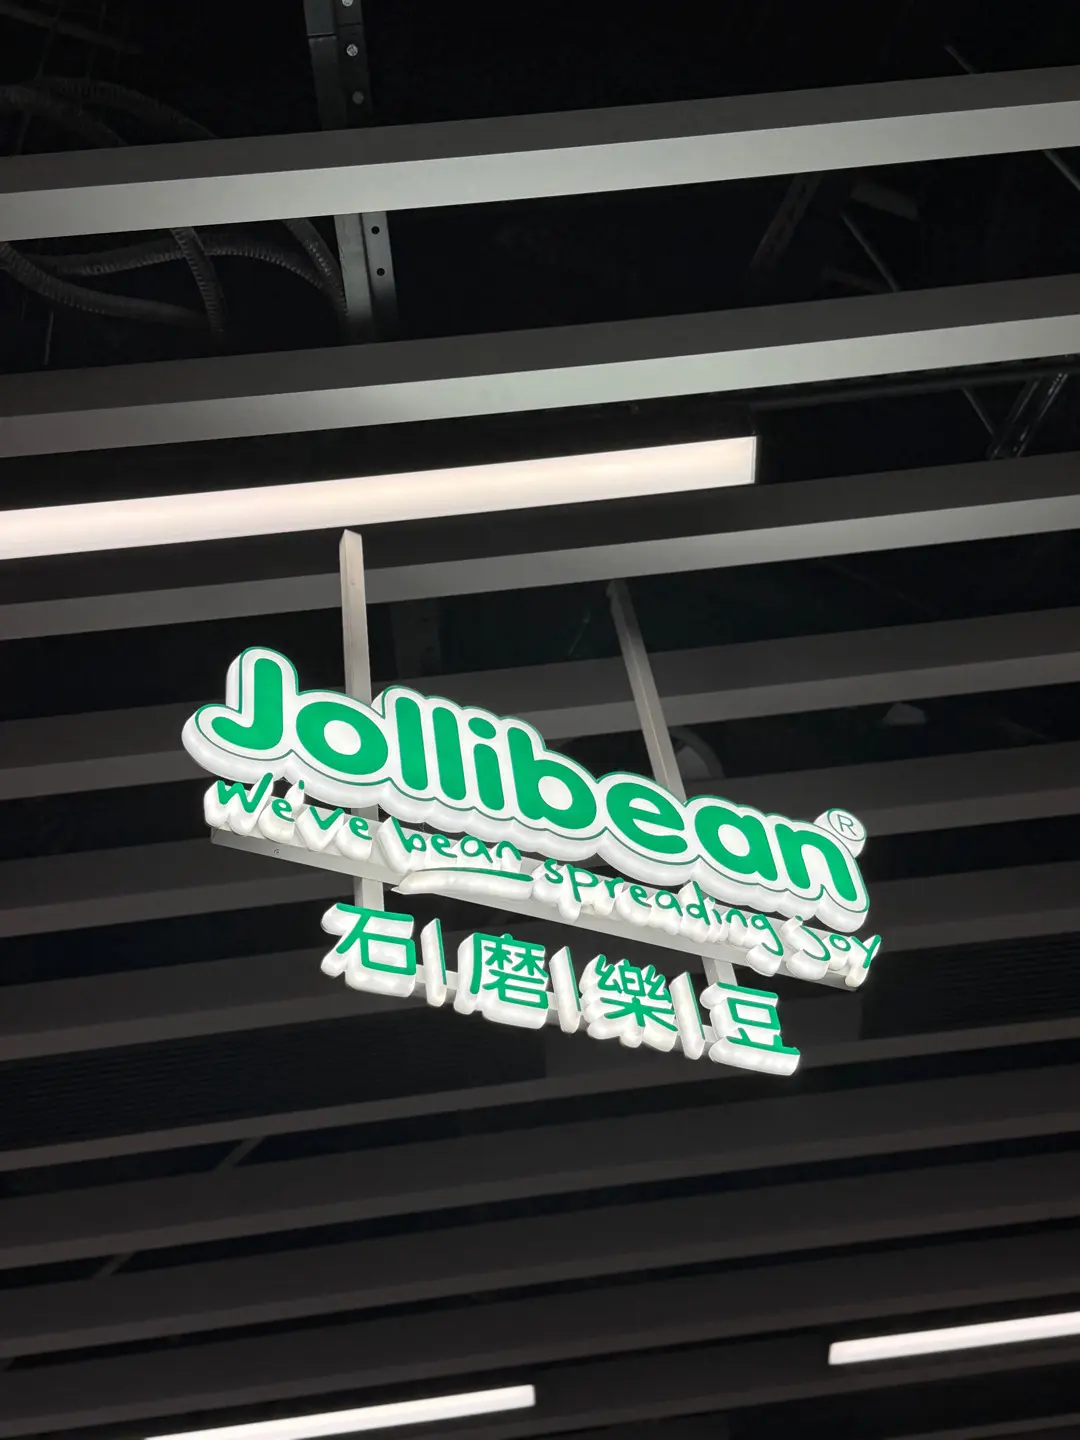 Jollibean®
We've bean spreading joy
石|磨|樂|豆